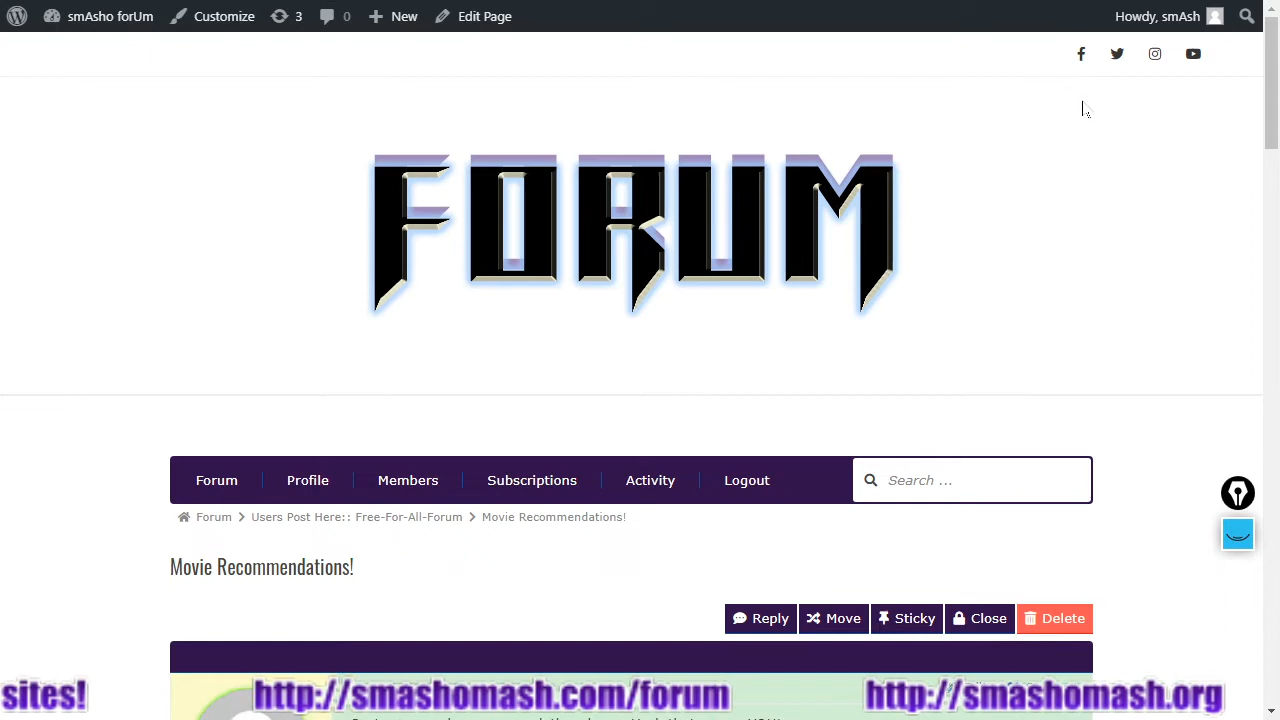 smAsho forUm Customize 3 0 New Edit Page Howdy, smAsh
FORUM
Forum Profile Members Subscriptions Activity Logout Search ...
Forum Users Post Here:: Free-For-All-Forum Movie Recommendations!
Movie Recommendations!
Reply Move Sticky Close Delete
sites! http://smashomash.com/forum http://smashomash.org